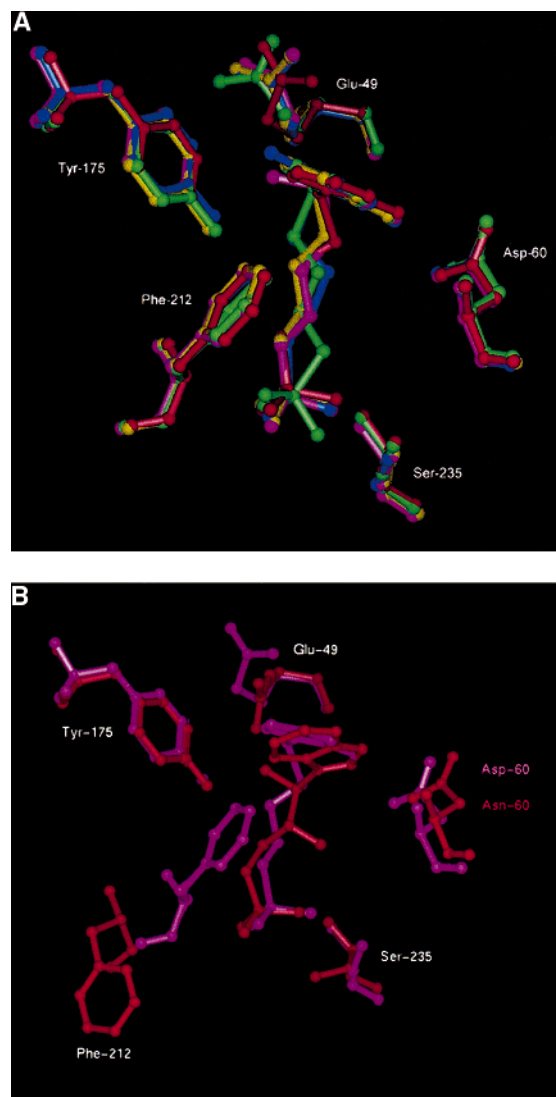 A
Glu-49
Tyr-175
Asp-60
Phe-212
Ser-235
B
Glu-49
Tyr-175
Asp-60
Asn-60
Ser-235
Phe-212